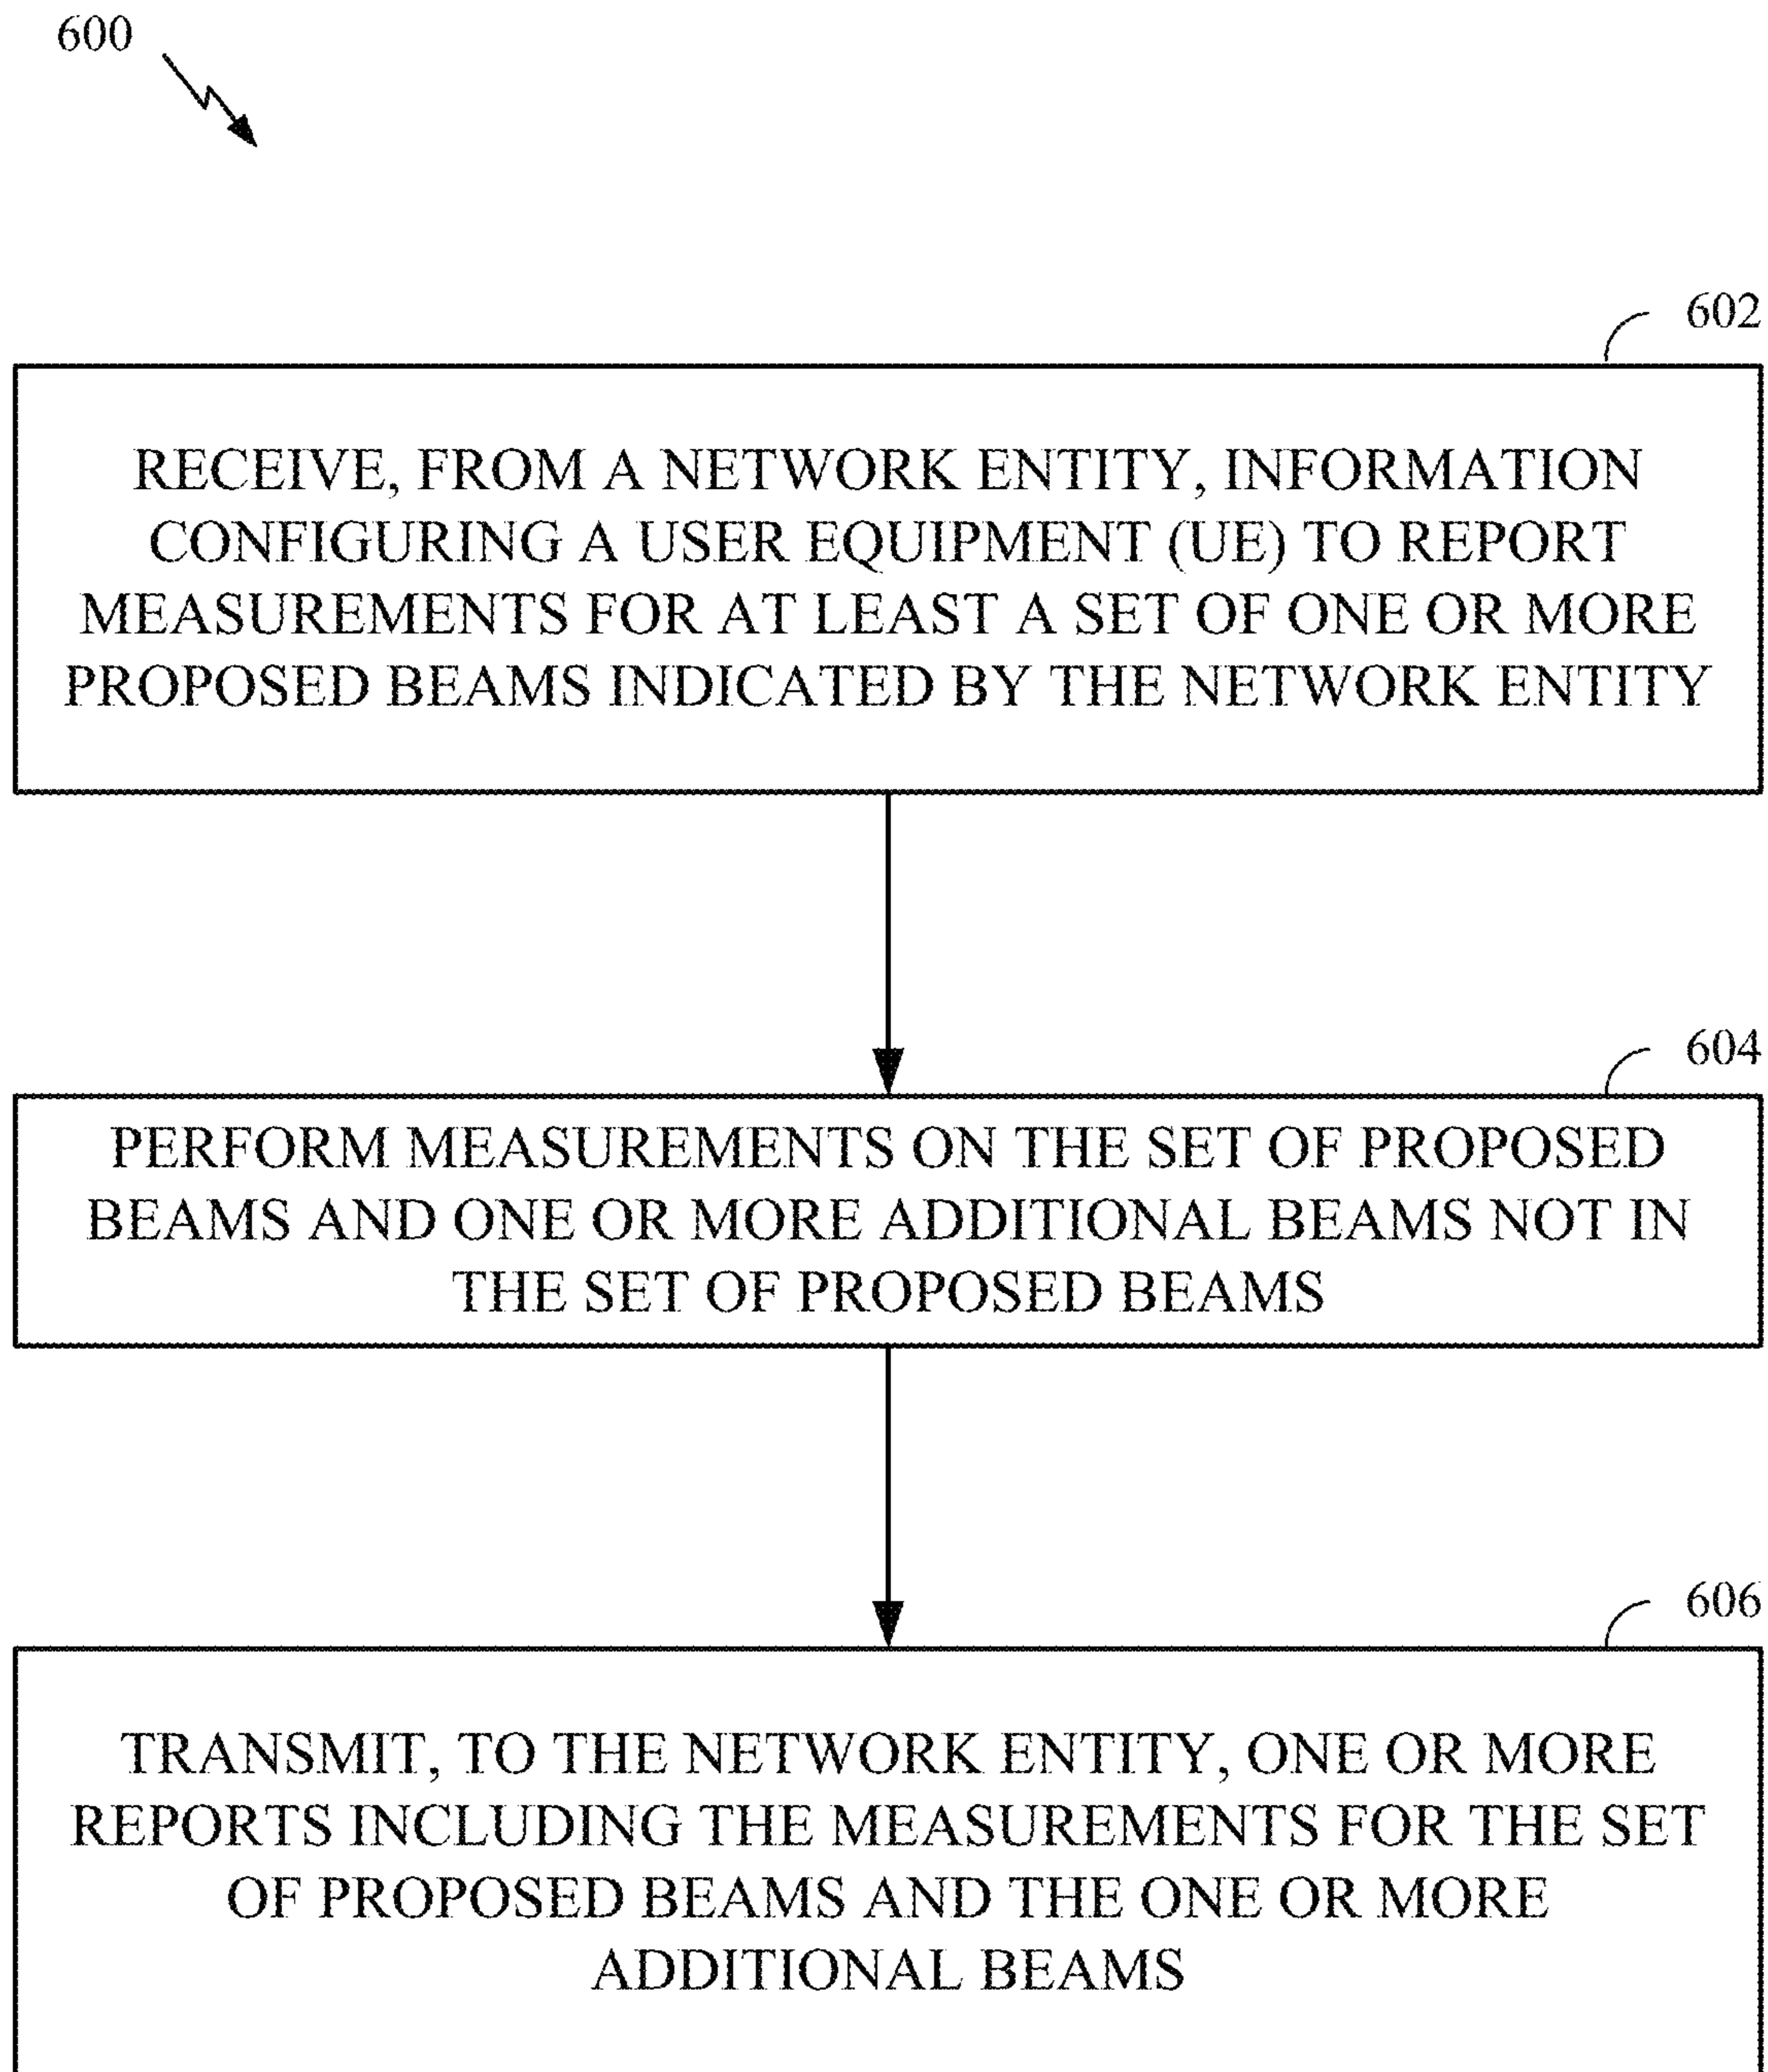 600
602
RECEIVE, FROM A NETWORK ENTITY, INFORMATION
CONFIGURING A USER EQUIPMENT (UE) TO REPORT
MEASUREMENTS FOR AT LEAST A SET OF ONE OR MORE
PROPOSED BEAMS INDICATED BY THE NETWORK ENTITY
604
PERFORM MEASUREMENTS ON THE SET OF PROPOSED
BEAMS AND ONE OR MORE ADDITIONAL BEAMS NOT IN
THE SET OF PROPOSED BEAMS
606
TRANSMIT, TO THE NETWORK ENTITY, ONE OR MORE
REPORTS INCLUDING THE MEASUREMENTS FOR THE SET
OF PROPOSED BEAMS AND THE ONE OR MORE
ADDITIONAL BEAMS